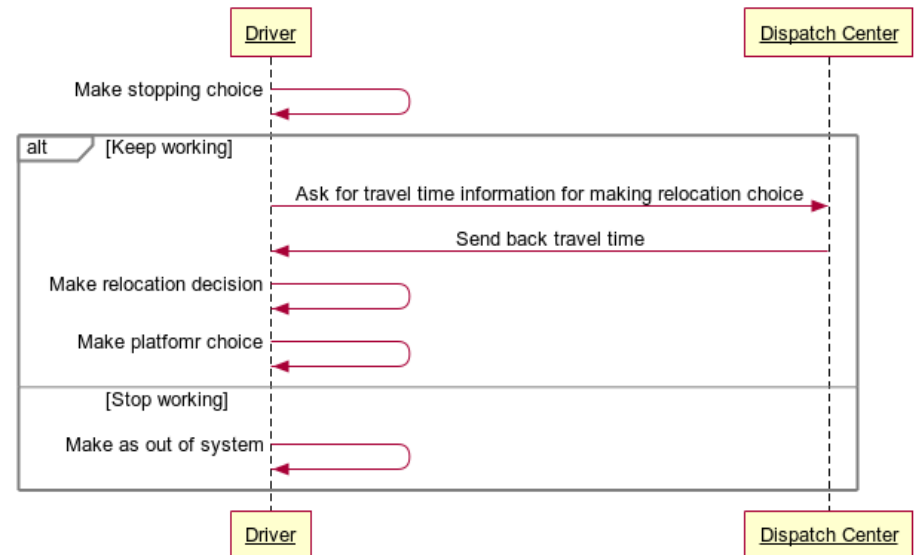 Driver
Dispatch Center
Make stopping choice
alt
[Keep working]
Ask for travel time information for making relocation choice
Send back travel time
Make relocation decision
Make platfomr choice
[Stop working]
Make as out of system
Driver
Dispatch Center